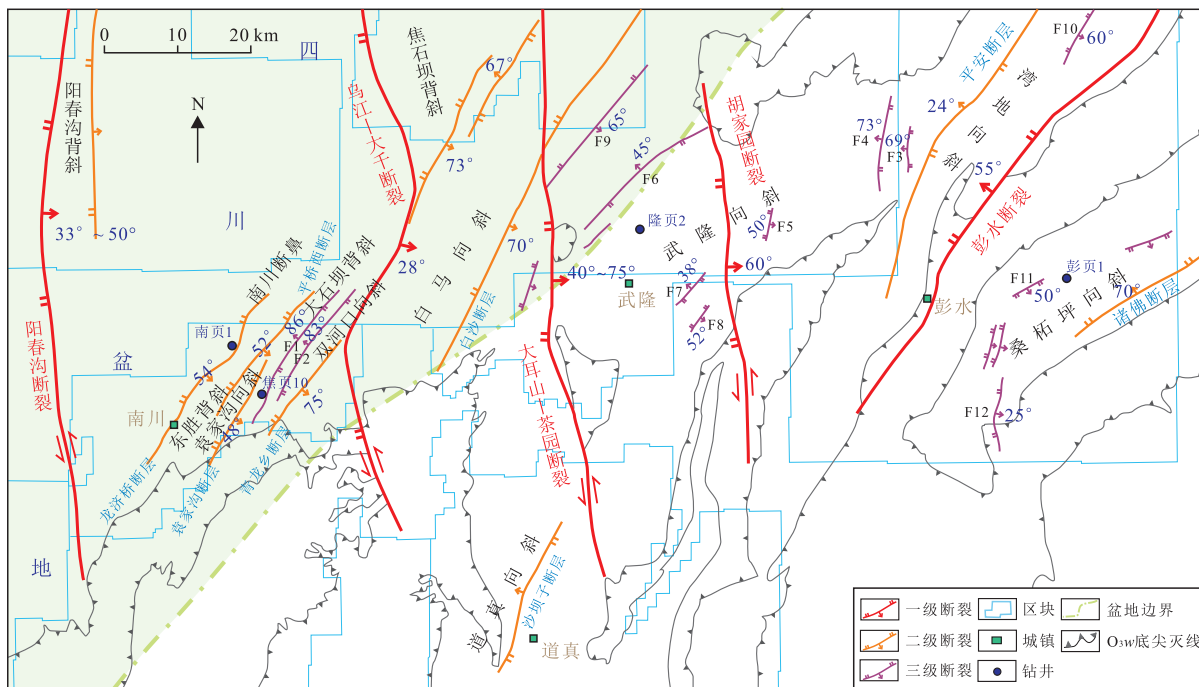 0 10 20 km
N
四
川
盆
地
阳春沟背斜
33° ~ 50°
阳春沟断裂
焦石坝背斜
67°
乌江—大千断裂
73°
28°
南川断鼻
平桥西断层
大石坝背斜
86°
83°
F1
F2
双河口向斜
南页1
52°
54°
焦页10
南川
东胜背斜
袁家沟向斜
48°
75°
龙济桥断层
袁家沟断层
青龙乡断层
白马向斜
70°
白沙断层
65°
F9
45°
F6
40°~75°
大耳山—茶园断裂
隆页2
武隆向斜
武隆
胡家园断裂
50°
F5
60°
38°
F7
F8
52°
73°
F4
69°
F3
平安断层
24°
F10
60°
湾地向斜
55°
彭水断裂
彭水
F11
50°
彭页1
70°
诸佛断层
桑柘坪向斜
F12
25°
道真向斜
沙坝子断层
道真
一级断裂
区块
盆地边界
二级断裂
城镇
O₃w底尖灭线
三级断裂
钻井